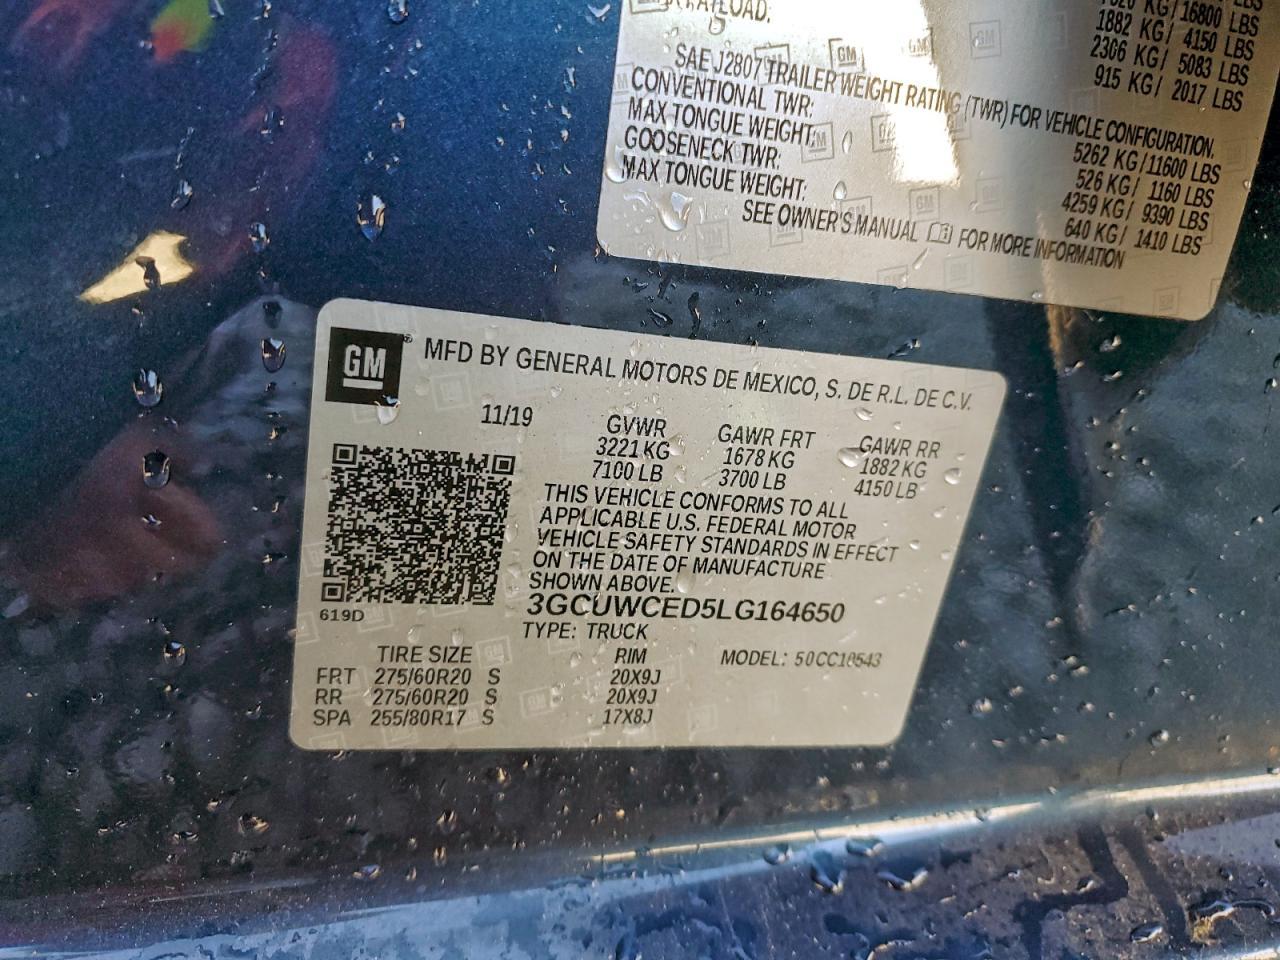 PAYLOAD:
16800 LBS
1882 KG/ 4150 LBS
2306 KG/ 5083 LBS
915 KG/ 2017 LBS
SAE J2807 TRAILER WEIGHT RATING (TWR) FOR VEHICLE CONFIGURATION.
CONVENTIONAL TWR: 5262 KG/11600 LBS
MAX TONGUE WEIGHT: 526 KG/ 1160 LBS
GOOSENECK TWR: 4259 KG/ 9390 LBS
MAX TONGUE WEIGHT: 640 KG/ 1410 LBS
SEE OWNER'S MANUAL FOR MORE INFORMATION
GM MFD BY GENERAL MOTORS DE MEXICO, S. DE R.L. DE C.V.
11/19 GVWR GAWR FRT GAWR RR
3221 KG 1678 KG 1882 KG
7100 LB 3700 LB 4150 LB
THIS VEHICLE CONFORMS TO ALL
APPLICABLE U.S. FEDERAL MOTOR
VEHICLE SAFETY STANDARDS IN EFFECT
ON THE DATE OF MANUFACTURE
SHOWN ABOVE.
619D 3GCUWCED5LG164650
TYPE: TRUCK
TIRE SIZE RIM MODEL: 50CC10543
FRT 275/60R20 S 20X9J
RR 275/60R20 S 20X9J
SPA 255/80R17 S 17X8J